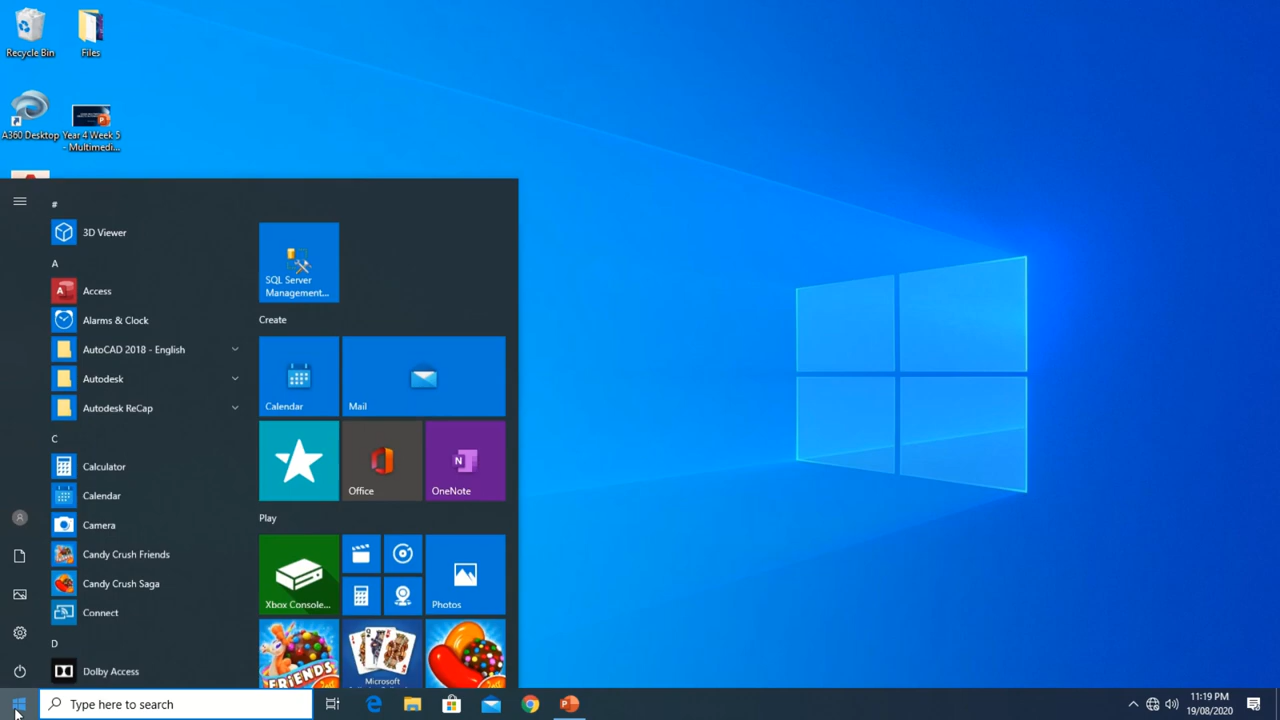 Recycle Bin
Files
A360 Desktop
Year 4 Week 5
- Multimedi...
#
3D Viewer
A
Access
Alarms & Clock
AutoCAD 2018 - English
Autodesk
Autodesk ReCap
C
Calculator
Calendar
Camera
Candy Crush Friends
Candy Crush Saga
Connect
D
Dolby Access
SQL Server
Management...
Create
Calendar
Mail
Office
OneNote
Play
Xbox Console...
Photos
FRIENDS
Microsoft
Type here to search
11:19 PM
19/08/2020